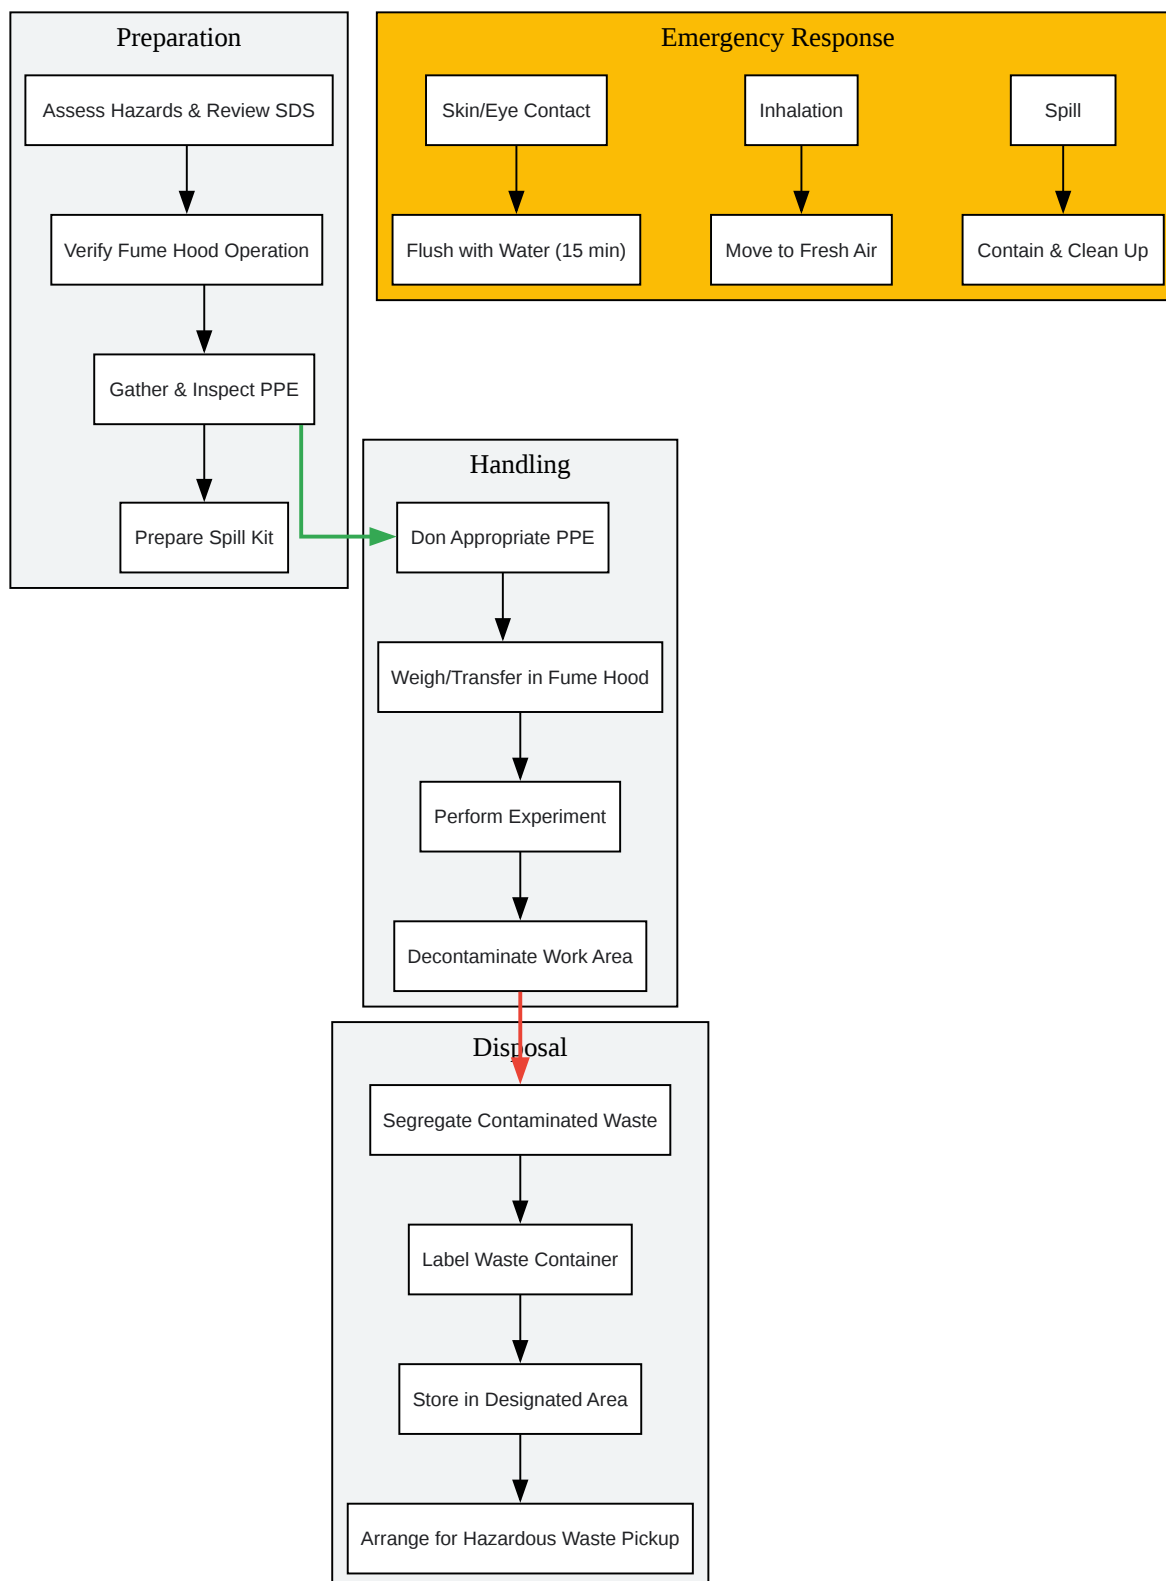 Preparation
Assess Hazards & Review SDS
Verify Fume Hood Operation
Gather & Inspect PPE
Prepare Spill Kit
Emergency Response
Skin/Eye Contact
Inhalation
Spill
Flush with Water (15 min)
Move to Fresh Air
Contain & Clean Up
Handling
Don Appropriate PPE
Weigh/Transfer in Fume Hood
Perform Experiment
Decontaminate Work Area
Disposal
Segregate Contaminated Waste
Label Waste Container
Store in Designated Area
Arrange for Hazardous Waste Pickup